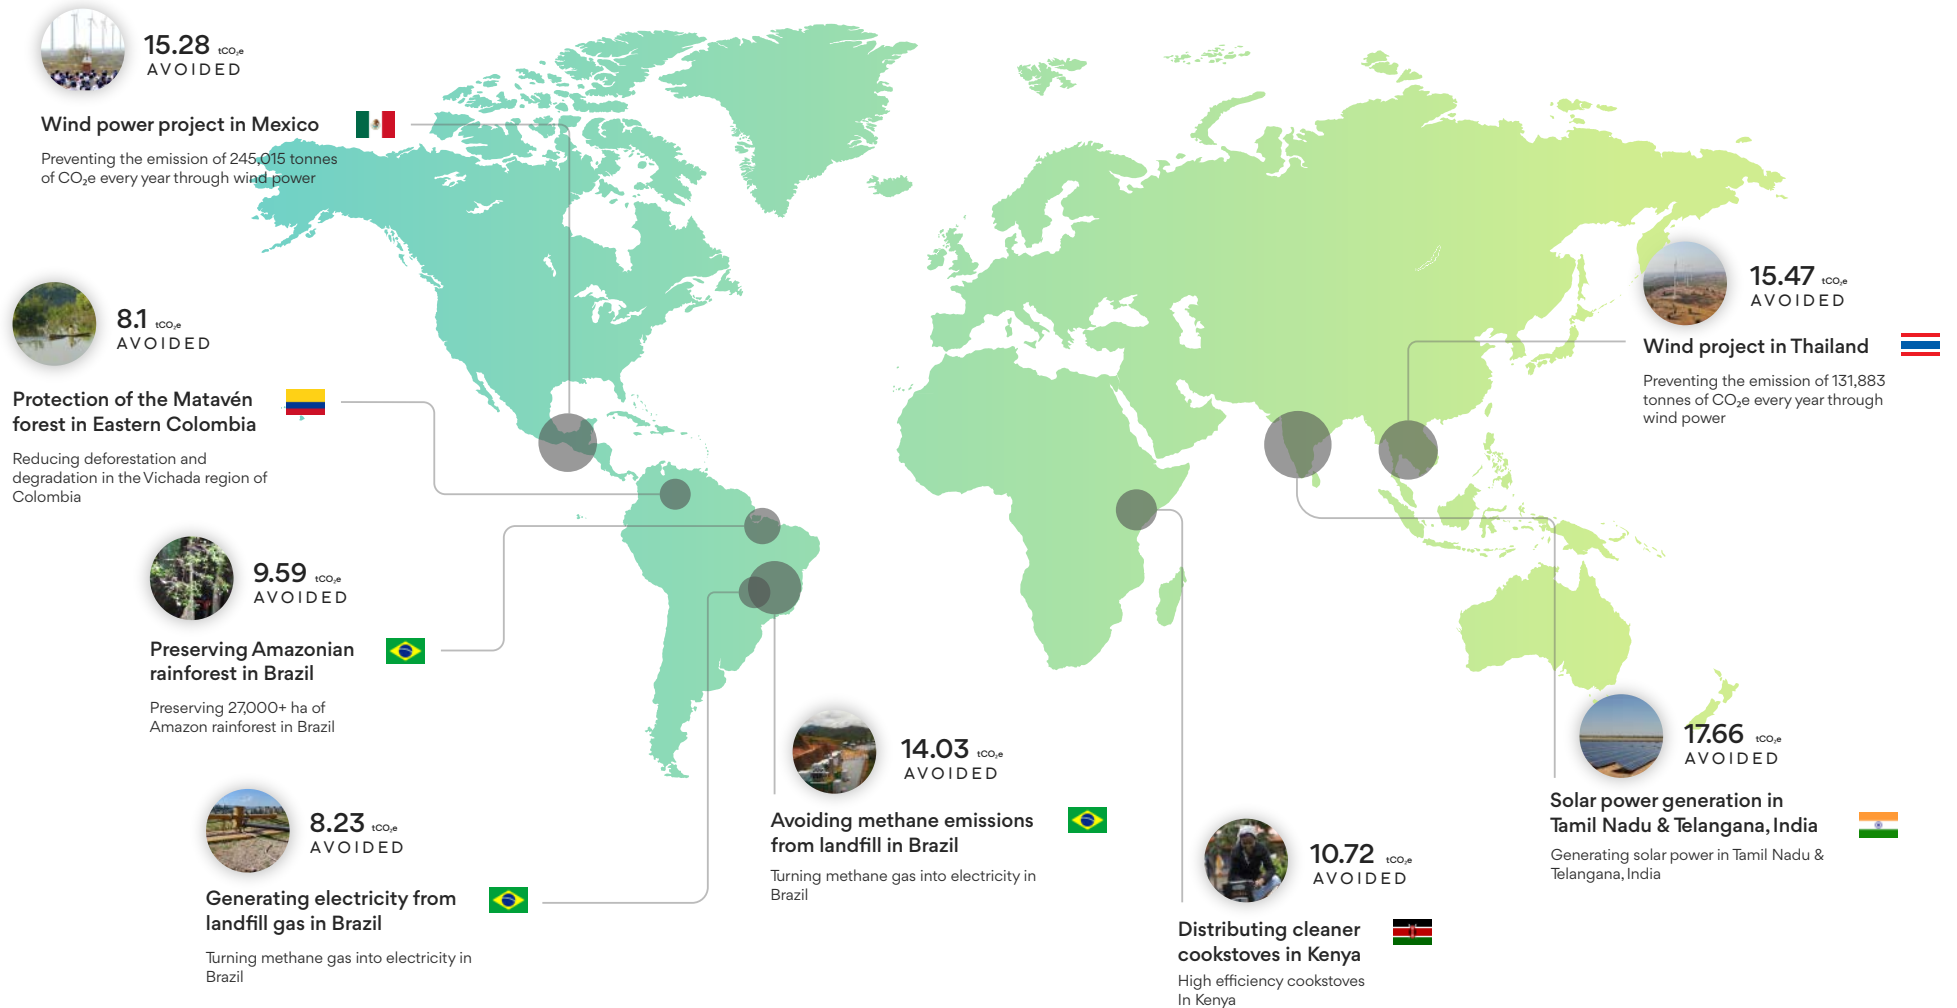 15.28 tCO₂e
AVOIDED
Wind power project in Mexico
Preventing the emission of 245,015 tonnes
of CO₂e every year through wind power
8.1 tCO₂e
AVOIDED
Protection of the Matavén
forest in Eastern Colombia
Reducing deforestation and
degradation in the Vichada region of
Colombia
9.59 tCO₂e
AVOIDED
Preserving Amazonian
rainforest in Brazil
Preserving 27,000+ ha of
Amazon rainforest in Brazil
8.23 tCO₂e
AVOIDED
Generating electricity from
landfill gas in Brazil
Turning methane gas into electricity in
Brazil
14.03 tCO₂e
AVOIDED
Avoiding methane emissions
from landfill in Brazil
Turning methane gas into electricity in
Brazil
10.72 tCO₂e
AVOIDED
Distributing cleaner
cookstoves in Kenya
High efficiency cookstoves
In Kenya
15.47 tCO₂e
AVOIDED
Wind project in Thailand
Preventing the emission of 131,883
tonnes of CO₂e every year through
wind power
17.66 tCO₂e
AVOIDED
Solar power generation in
Tamil Nadu & Telangana, India
Generating solar power in Tamil Nadu &
Telangana, India